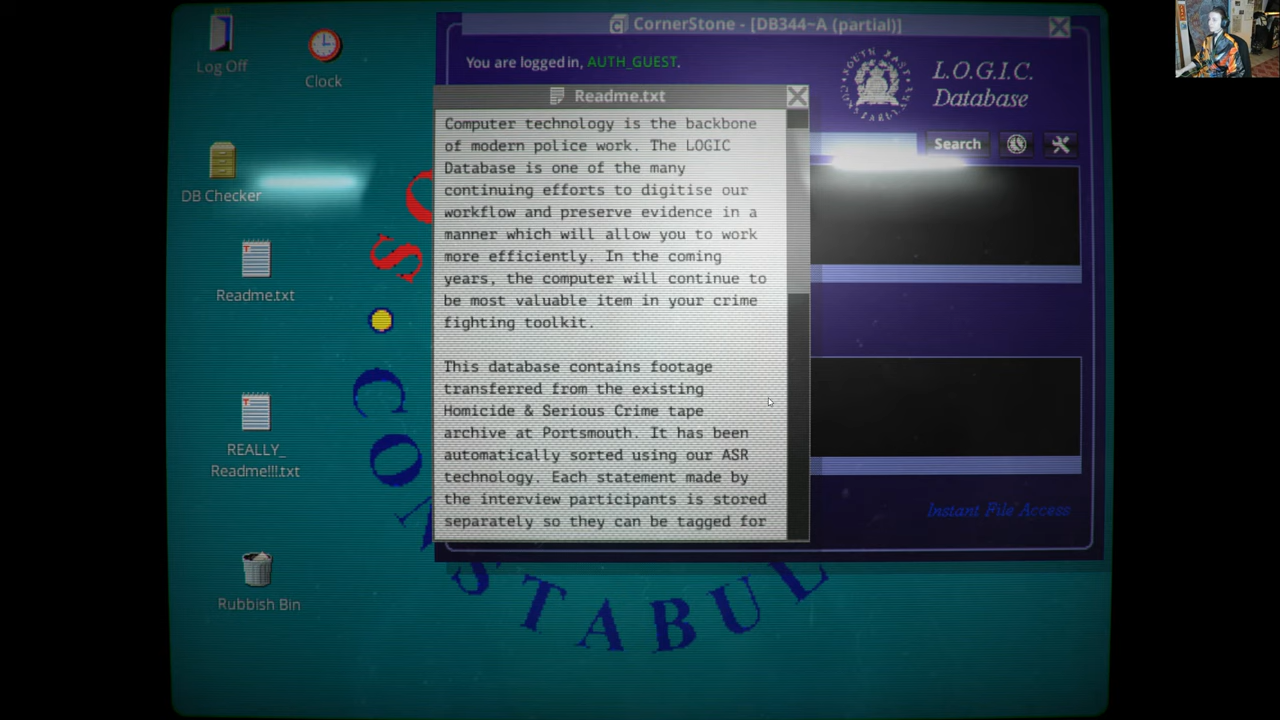 CornerStone - [DB344~A (partial)]
Log Off
Clock
You are logged in, AUTH_GUEST.
SOUTH EAST
CONSTABULARY
L.O.G.I.C.
Database
Readme.txt
Search
Computer technology is the backbone
of modern police work. The LOGIC
Database is one of the many
continuing efforts to digitise our
workflow and preserve evidence in a
manner which will allow you to work
more efficiently. In the coming
years, the computer will continue to
be most valuable item in your crime
fighting toolkit.
This database contains footage
transferred from the existing
Homicide & Serious Crime tape
archive at Portsmouth. It has been
automatically sorted using our ASR
technology. Each statement made by
the interview participants is stored
separately so they can be tagged for
DB Checker
Readme.txt
REALLY_
Readme!!!.txt
Rubbish Bin
Instant File Access
SO
CONSTABUL